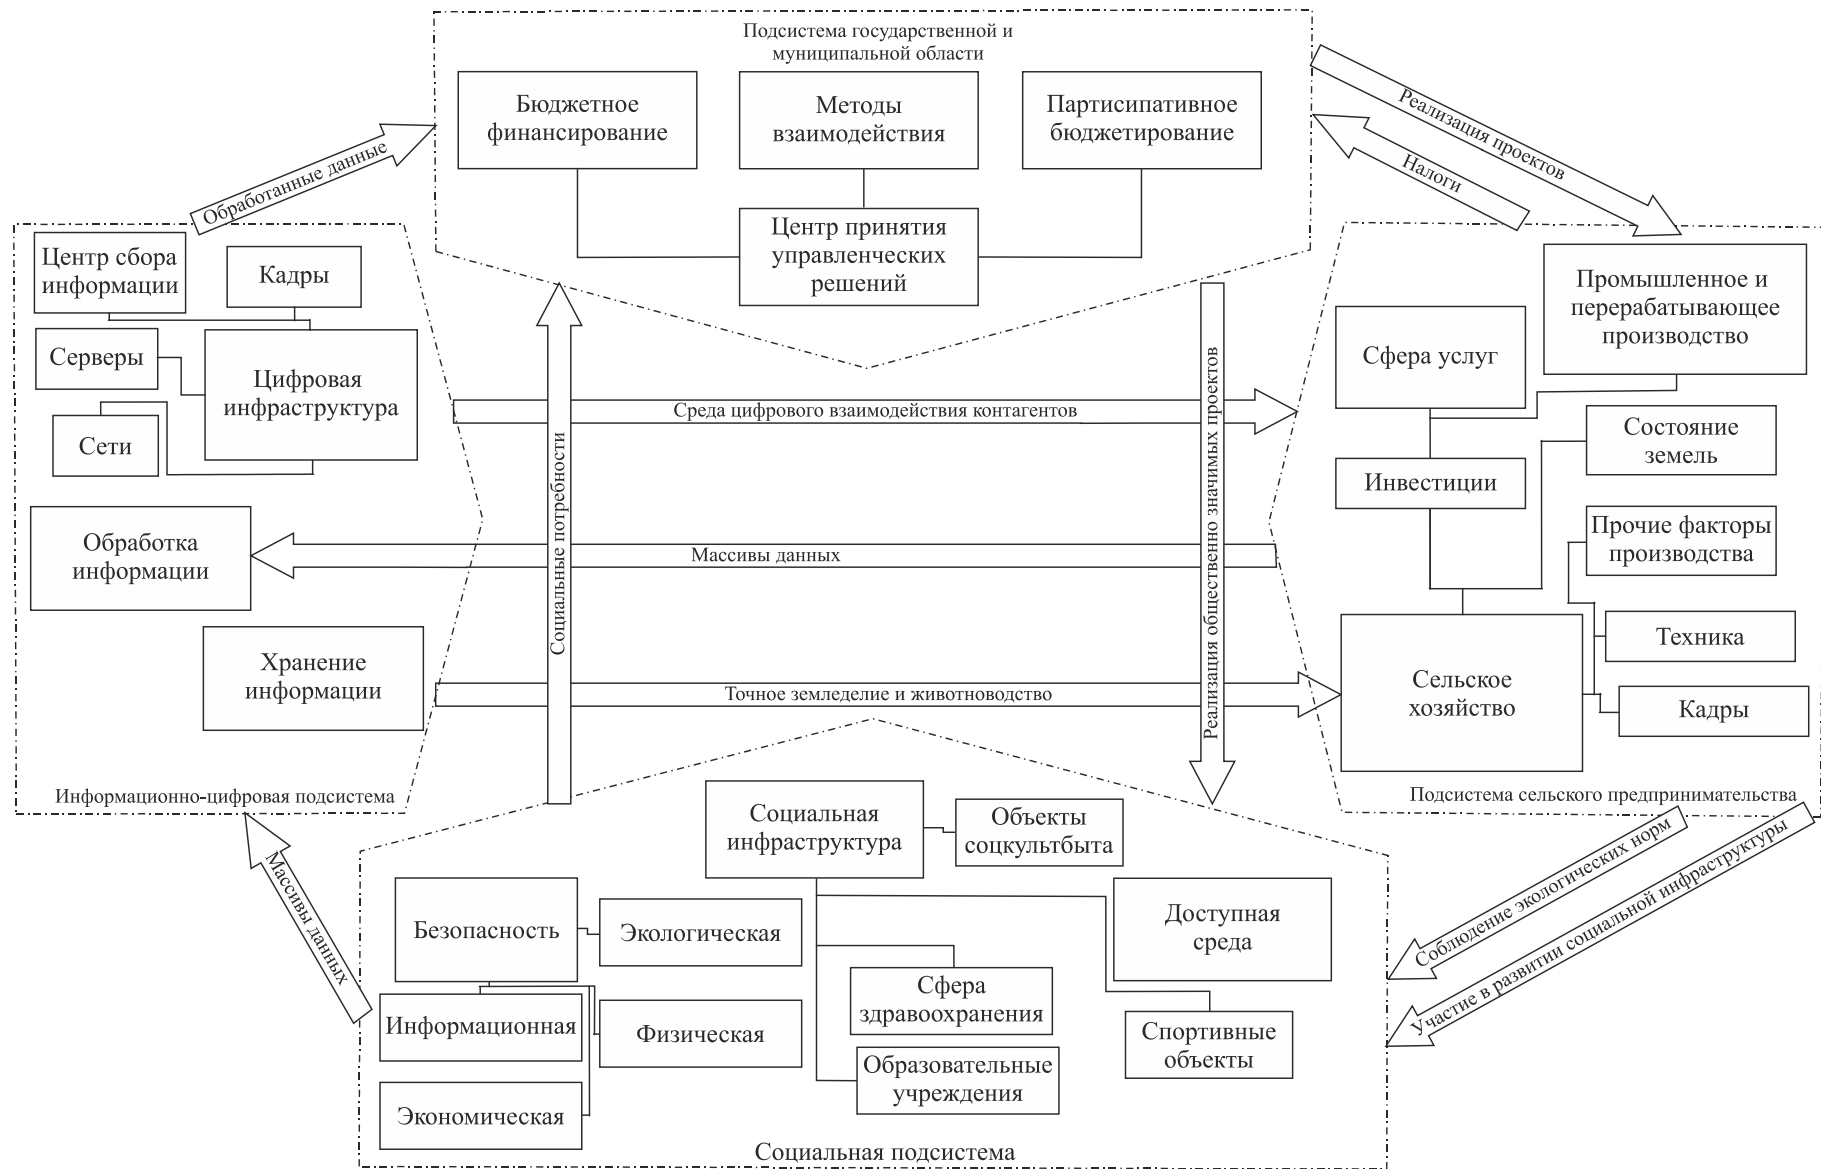 Подсистема государственной и
муниципальной области
Бюджетное
финансирование
Методы
взаимодействия
Партисипативное
бюджетирование
Центр принятия
управленческих
решений
Обработанные данные
Реализация проектов
Налоги
Центр сбора
информации
Кадры
Серверы
Цифровая
инфраструктура
Сети
Обработка
информации
Хранение
информации
Информационно-цифровая подсистема
Среда цифрового взаимодействия контагентов
Массивы данных
Точное земледелие и животноводство
Социальные потребности
Реализация общественно значимых проектов
Промышленное и
перерабатывающее
производство
Сфера услуг
Состояние
земель
Инвестиции
Прочие факторы
производства
Техника
Сельское
хозяйство
Кадры
Подсистема сельского предпринимательства
Массивы данных
Соблюдение экологических норм
Участие в развитии социальной инфраструктуры
Социальная
инфраструктура
Объекты
соцкультбыта
Безопасность
Экологическая
Доступная
среда
Сфера
здравоохранения
Информационная
Физическая
Спортивные
объекты
Образовательные
учреждения
Экономическая
Социальная подсистема